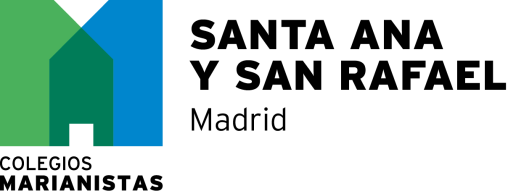 SANTA ANA
Y SAN RAFAEL
Madrid
COLEGIOS
MARIANISTAS